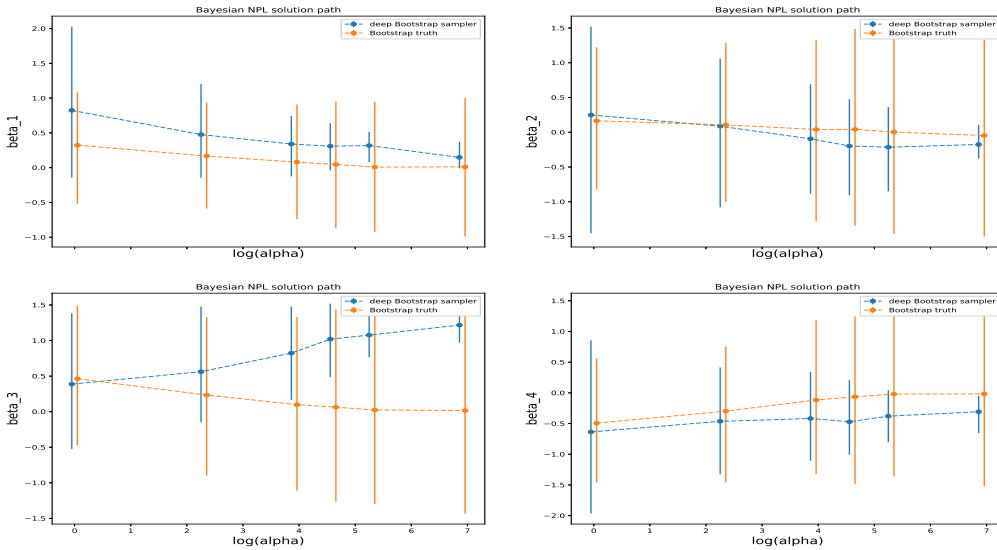 Bayesian NPL solution path
deep Bootstrap sampler
Bootstrap truth
2.0
1.5
1.0
0.5
0.0
−0.5
−1.0
beta_1
log(alpha)
Bayesian NPL solution path
deep Bootstrap sampler
Bootstrap truth
1.5
1.0
0.5
0.0
−0.5
−1.0
−1.5
beta_2
log(alpha)
Bayesian NPL solution path
deep Bootstrap sampler
Bootstrap truth
1.5
1.0
0.5
0.0
−0.5
−1.0
−1.5
beta_3
0 1 2 3 4 5 6 7
log(alpha)
Bayesian NPL solution path
deep Bootstrap sampler
Bootstrap truth
1.5
1.0
0.5
0.0
−0.5
−1.0
−1.5
−2.0
beta_4
0 1 2 3 4 5 6 7
log(alpha)